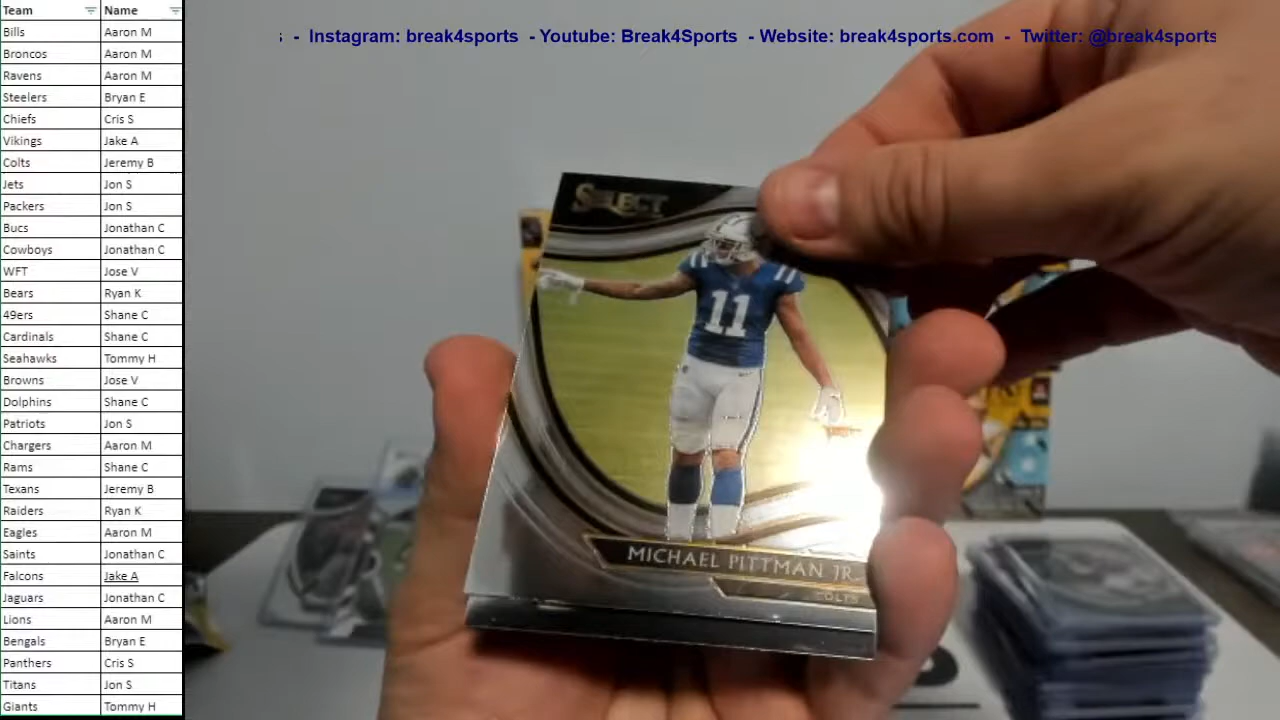 Team Name
Bills Aaron M
Broncos Aaron M
Ravens Aaron M
Steelers Bryan E
Chiefs Cris S
Vikings Jake A
Colts Jeremy B
Jets Jon S
Packers Jon S
Bucs Jonathan C
Cowboys Jonathan C
WFT Jose V
Bears Ryan K
49ers Shane C
Cardinals Shane C
Seahawks Tommy H
Browns Jose V
Dolphins Shane C
Patriots Jon S
Chargers Aaron M
Rams Shane C
Texans Jeremy B
Raiders Ryan K
Eagles Aaron M
Saints Jonathan C
Falcons Jake A
Jaguars Jonathan C
Lions Aaron M
Bengals Bryan E
Panthers Cris S
Titans Jon S
Giants Tommy H
s - Instagram: break4sports - Youtube: Break4Sports - Website: break4sports.com - Twitter: @break4sports
SELECT
11
MICHAEL PITTMAN JR.
COLTS